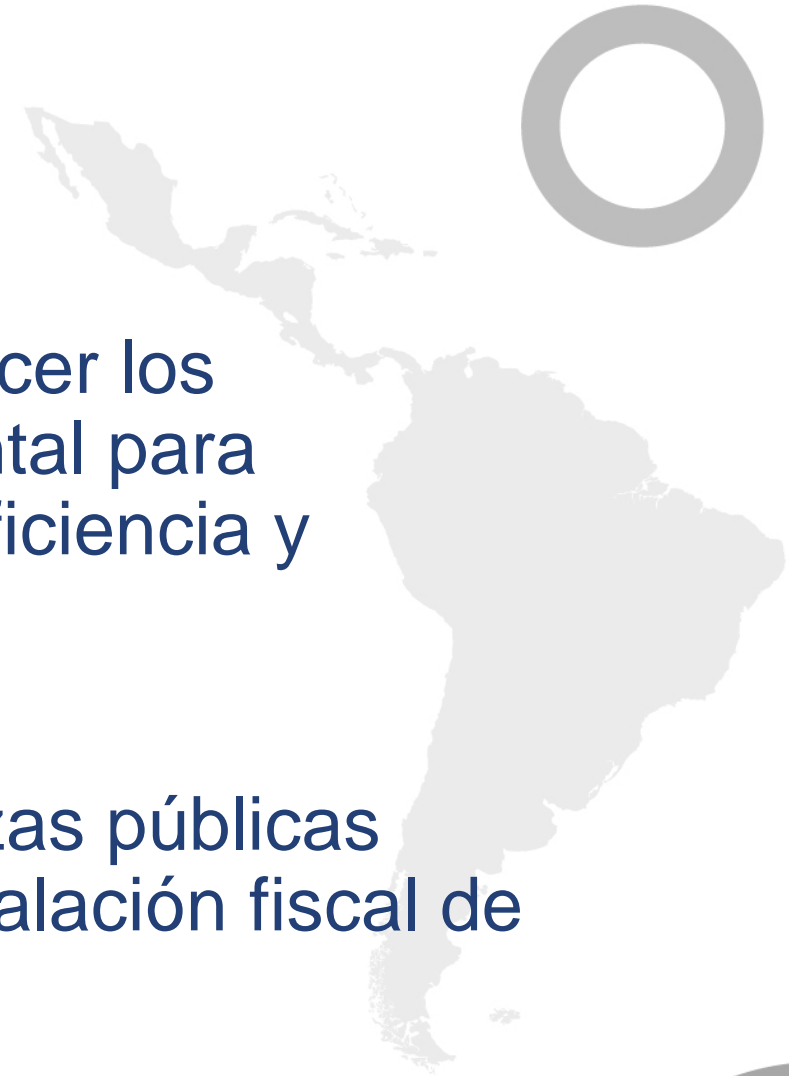 cer los
ntal para
ficiencia y
zas públicas
alación fiscal de